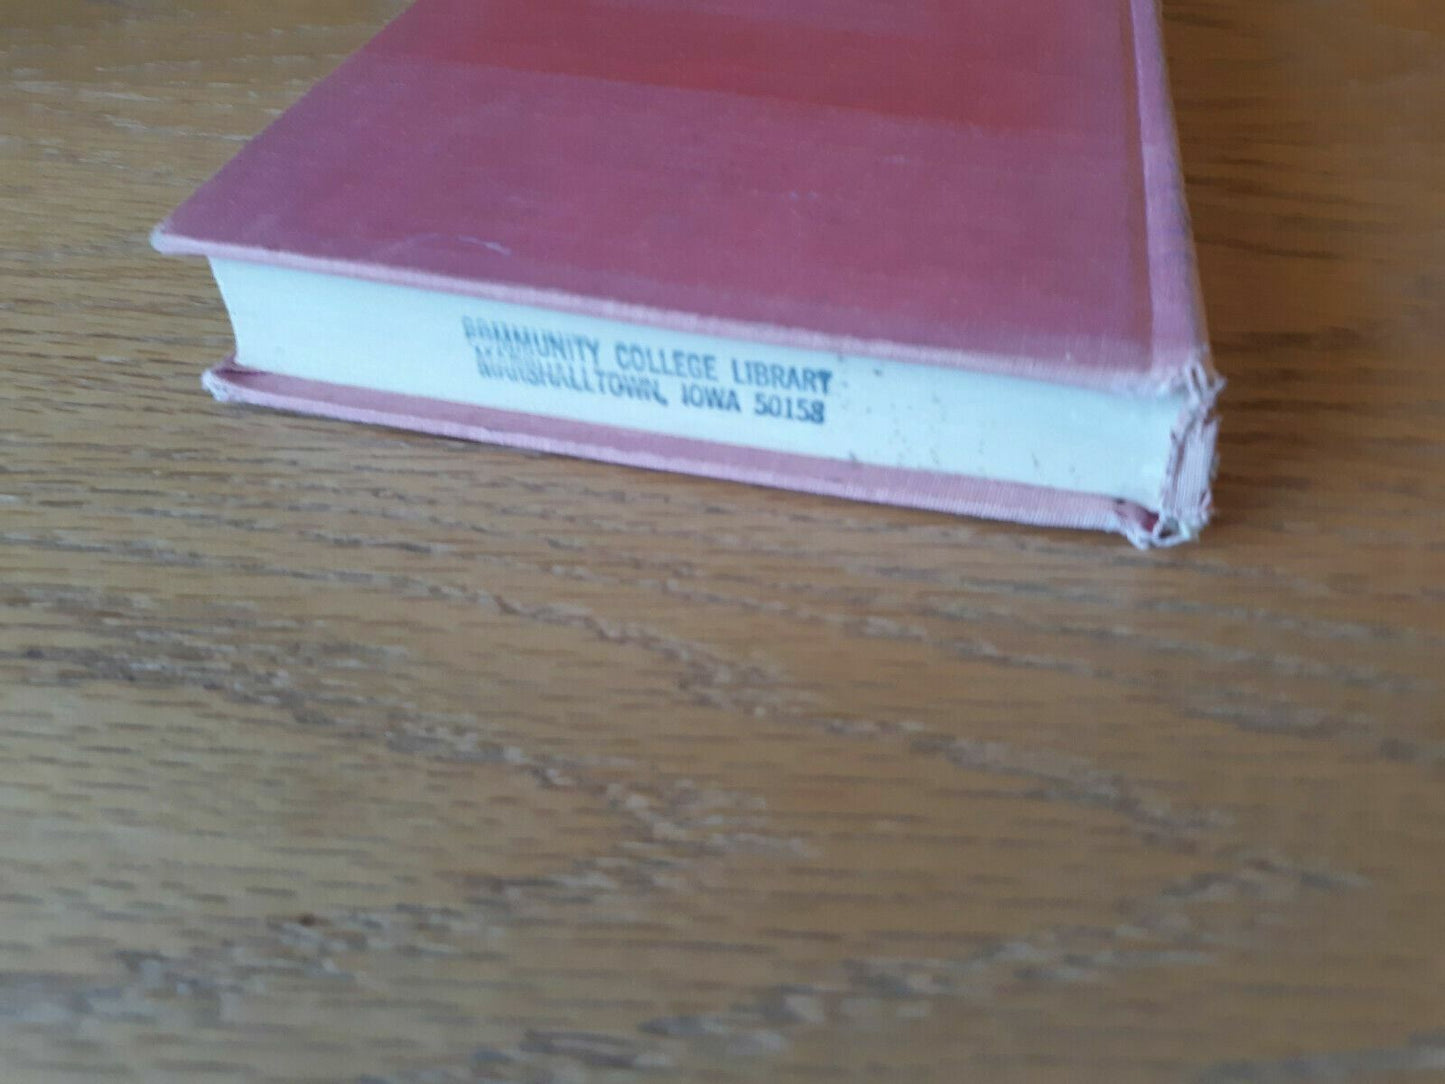 COMMUNITY COLLEGE LIBRARY
MARSHALLTOWN, IOWA 50158